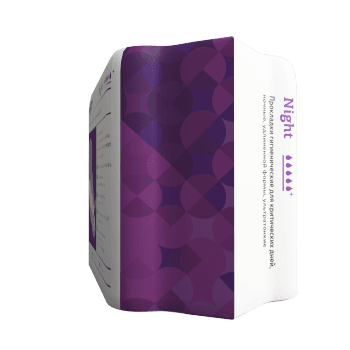 Night
Прокладки гигиенические для критических дней,
ночные, удлиненной формы, ультратонкие